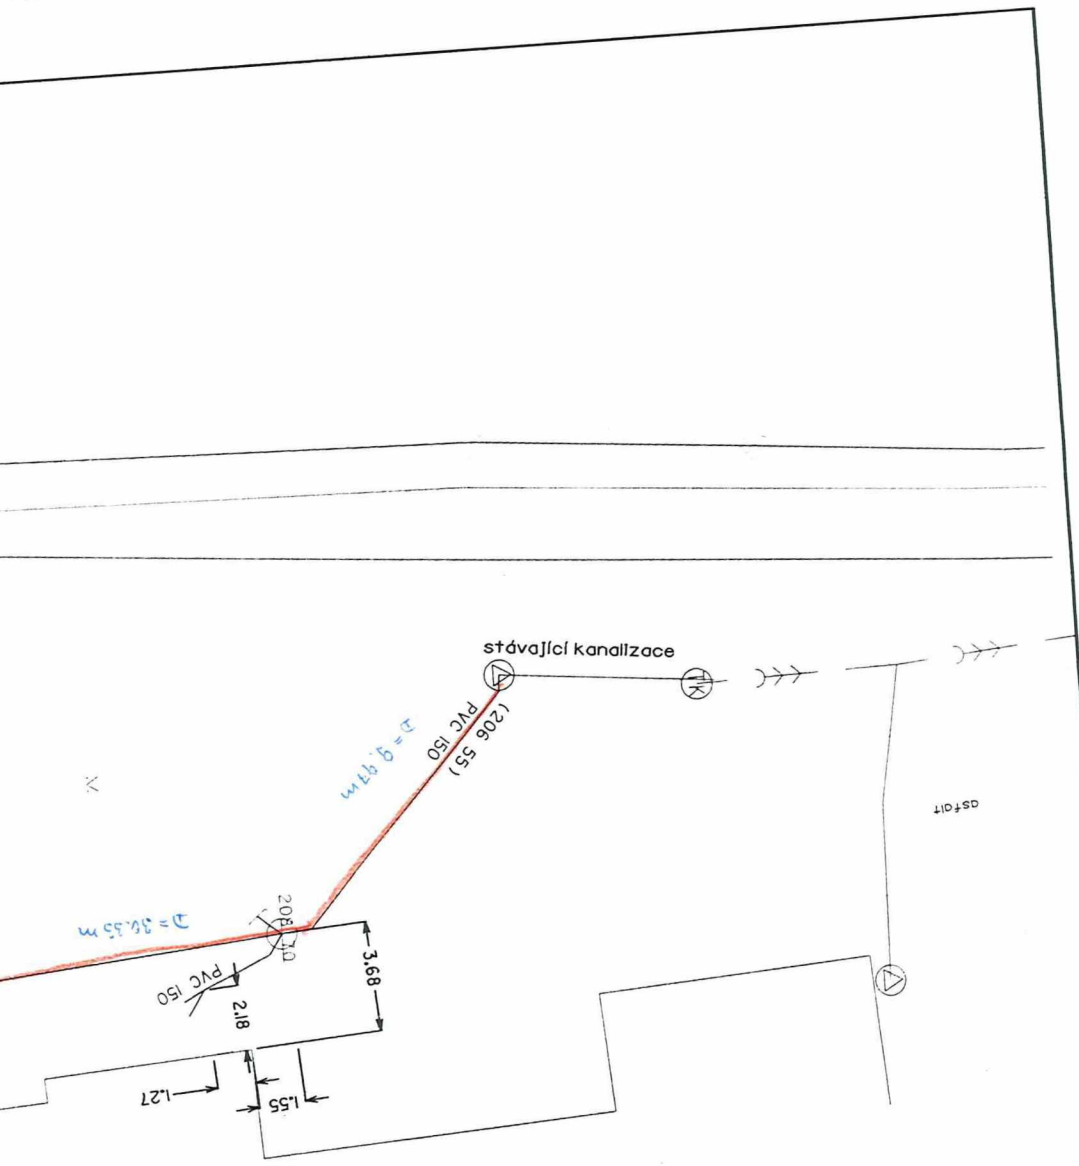 stávající kanalizace
TK
PVC 150
(206 55)
D = 9.97 m
asfalt
D = 36.35 m
PVC 150
3.68
2.18
1.27
1.55